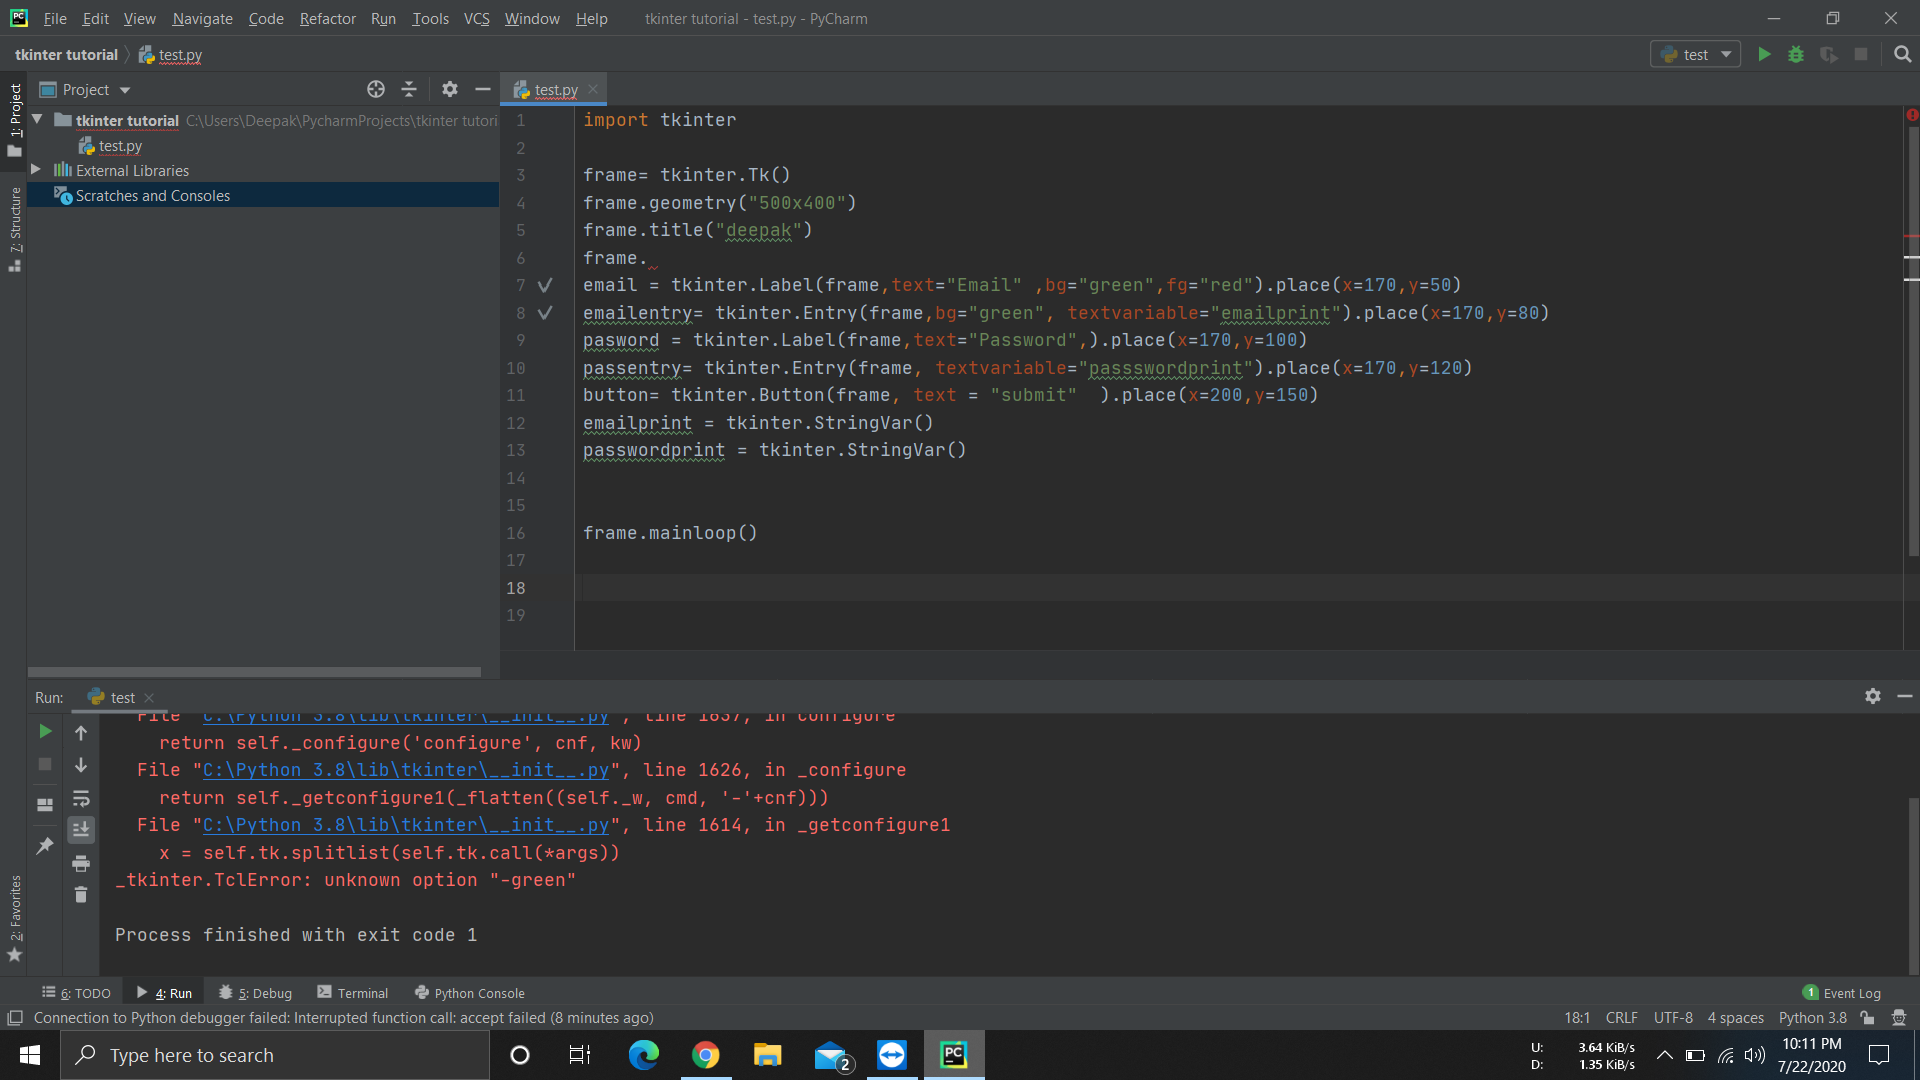 File Edit View Navigate Code Refactor Run Tools VCS Window Help tkinter tutorial - test.py - PyCharm
tkinter tutorial test.py
test
Project
test.py
1: Project
7: Structure
2: Favorites
tkinter tutorial C:\Users\Deepak\PycharmProjects\tkinter tutori
test.py
External Libraries
Scratches and Consoles
1 import tkinter
2
3 frame= tkinter.Tk()
4 frame.geometry("500x400")
5 frame.title("deepak")
6 frame.
7 email = tkinter.Label(frame,text="Email" ,bg="green",fg="red").place(x=170,y=50)
8 emailentry= tkinter.Entry(frame,bg="green", textvariable="emailprint").place(x=170,y=80)
9 pasword = tkinter.Label(frame,text="Password",).place(x=170,y=100)
10 passentry= tkinter.Entry(frame, textvariable="passswordprint").place(x=170,y=120)
11 button= tkinter.Button(frame, text = "submit"  ).place(x=200,y=150)
12 emailprint = tkinter.StringVar()
13 passwordprint = tkinter.StringVar()
14
15
16 frame.mainloop()
17
18
19
Run: test
File "C:\Python 3.8\lib\tkinter\__init__.py", line 1637, in configure
return self._configure('configure', cnf, kw)
File "C:\Python 3.8\lib\tkinter\__init__.py", line 1626, in _configure
return self._getconfigure1(_flatten((self._w, cmd, '-'+cnf)))
File "C:\Python 3.8\lib\tkinter\__init__.py", line 1614, in _getconfigure1
x = self.tk.splitlist(self.tk.call(*args))
_tkinter.TclError: unknown option "-green"
Process finished with exit code 1
6: TODO 4: Run 5: Debug Terminal Python Console 1 Event Log
Connection to Python debugger failed: Interrupted function call: accept failed (8 minutes ago) 18:1 CRLF UTF-8 4 spaces Python 3.8
Type here to search
PC
2
U: 3.64 KiB/s
D: 1.35 KiB/s
10:11 PM
7/22/2020